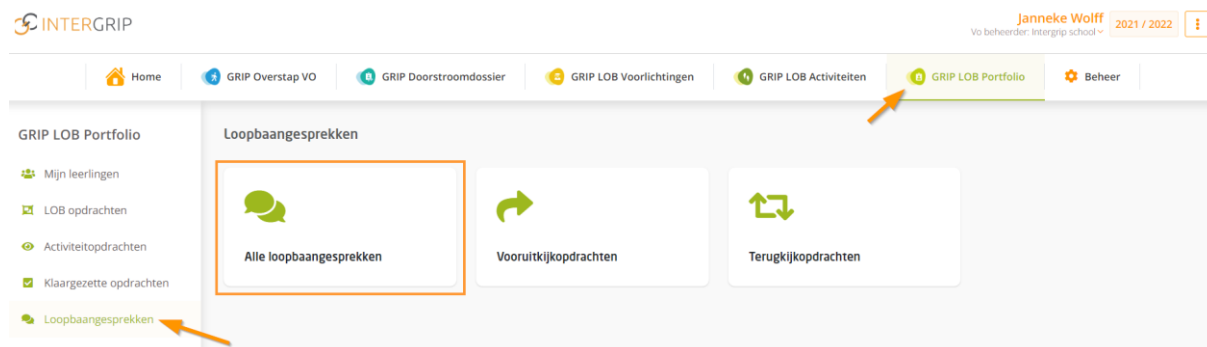 INTERGRIP
Janneke Wolff
Vo beheerder: Intergrip school
2021 / 2022
Home
GRIP Overstap VO
GRIP Doorstroomdossier
GRIP LOB Voorlichtingen
GRIP LOB Activiteiten
GRIP LOB Portfolio
Beheer
GRIP LOB Portfolio
Mijn leerlingen
LOB opdrachten
Activiteitopdrachten
Klaargezette opdrachten
Loopbaangesprekken
Loopbaangesprekken
Alle loopbaangesprekken
Vooruitkijkopdrachten
Terugkijkopdrachten